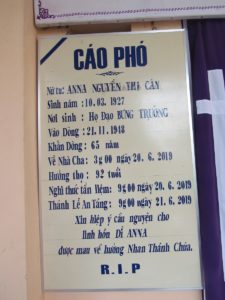 CÁO PHÓ
Nữ tu: ANNA NGUYỄN THỊ CẦN
Sinh năm: 10.03.1927
Nơi sinh: Họ Đạo BÚNG TRƯỜNG
Vào Dòng: 21.11.1948
Khấn Dòng: 65 năm
Về Nhà Cha: 3g00 ngày 20.6.2019
Hưởng thọ: 92 tuổi
Nghi thức tẩn liệm: 9g00 ngày 20.6.2019
Thánh Lễ An Táng: 9g00 ngày 21.6.2019
Xin hiệp ý cầu nguyện cho
linh hồn DÌ ANNA
được mau về hưởng Nhan Thánh Chúa.
R.I.P